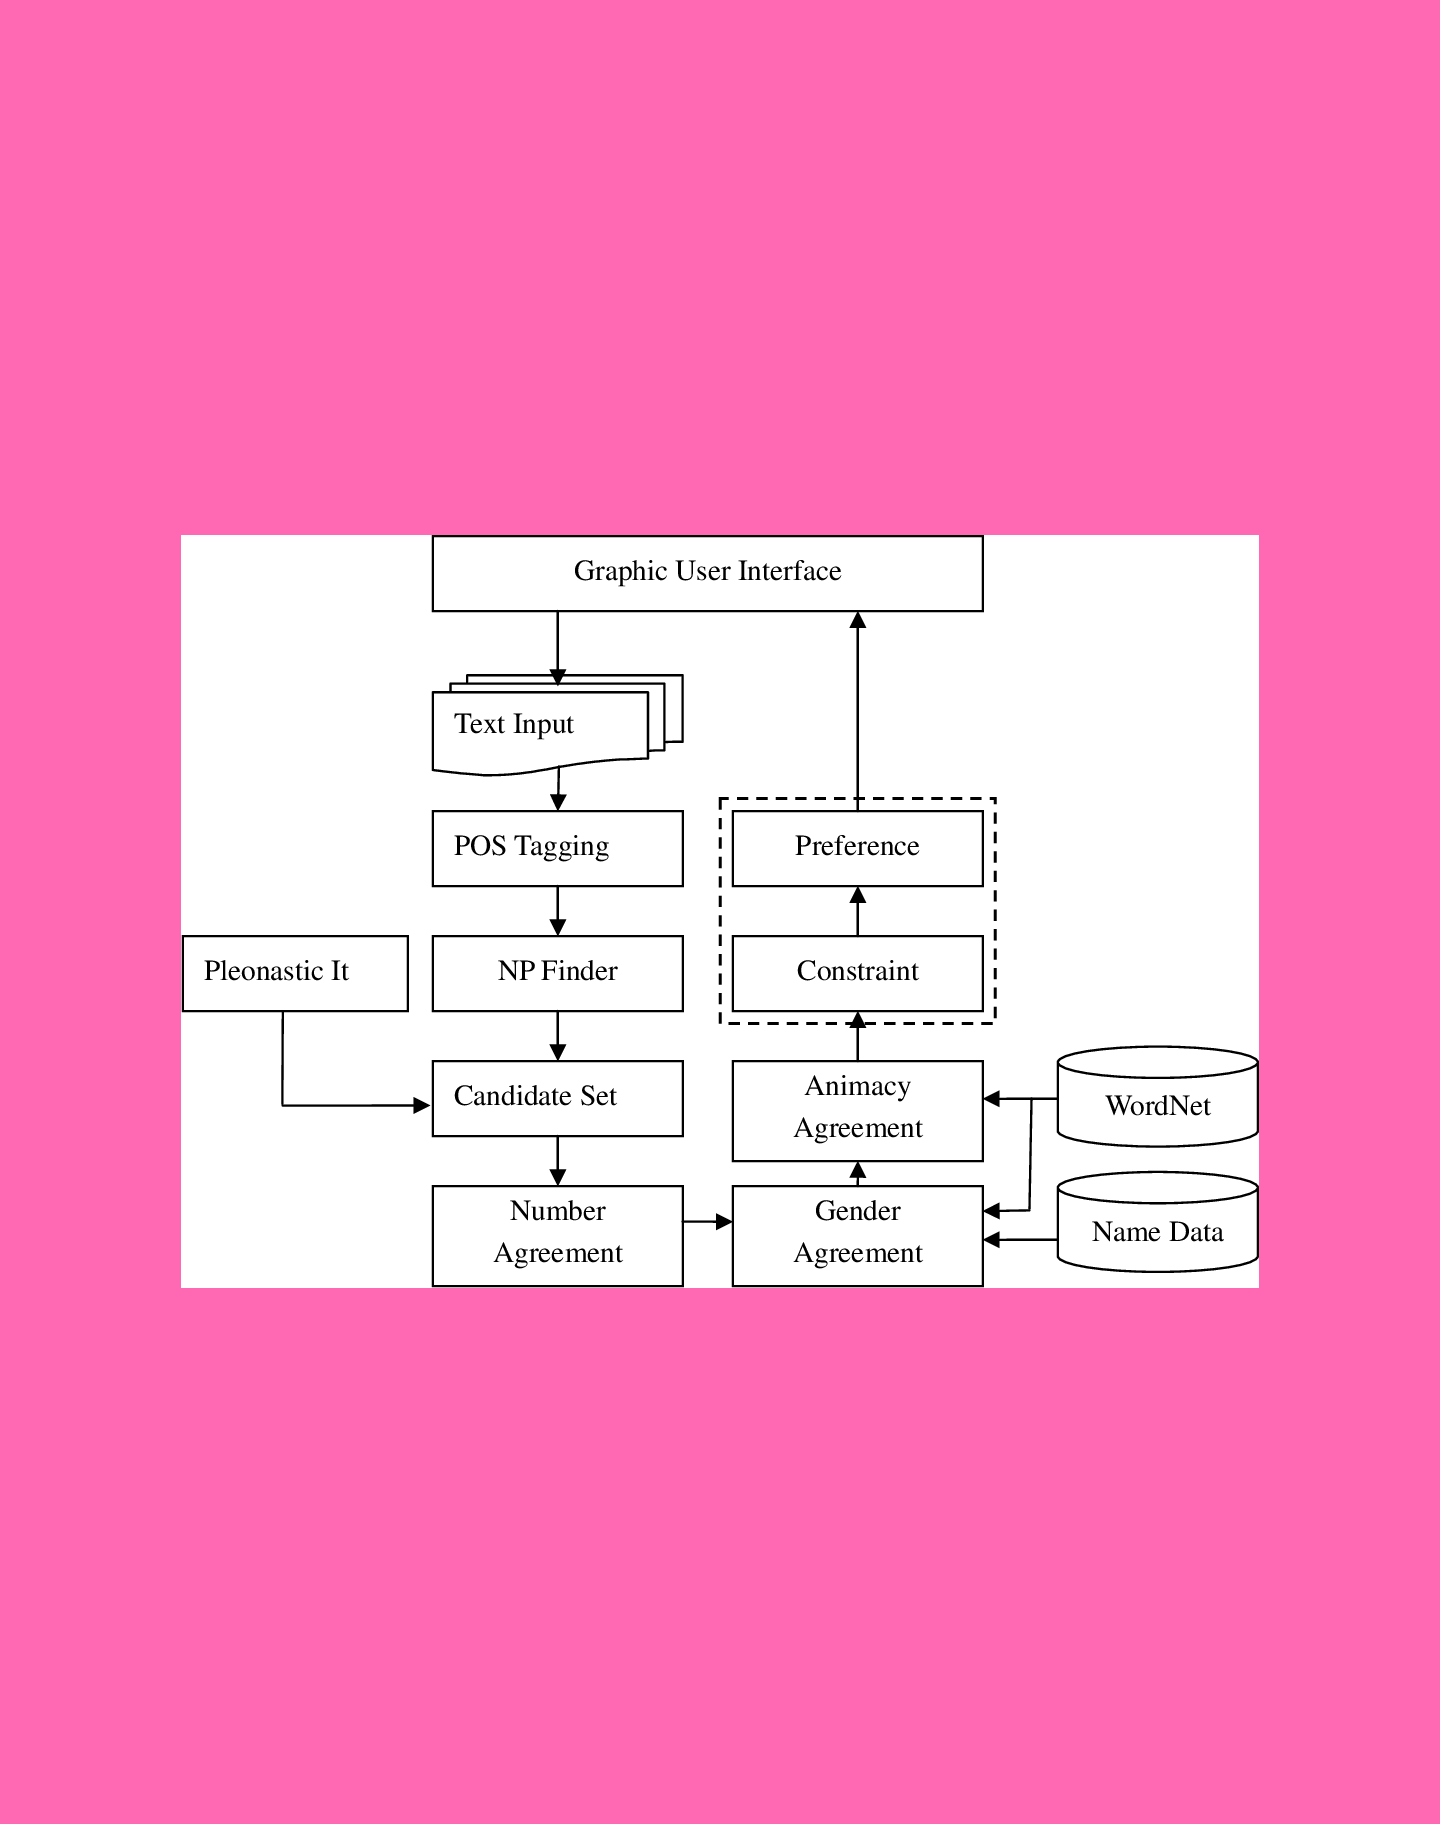 Graphic User Interface
Text Input
POS Tagging
Preference
Pleonastic It
NP Finder
Constraint
Candidate Set
Animacy
Agreement
WordNet
Number
Agreement
Gender
Agreement
Name Data